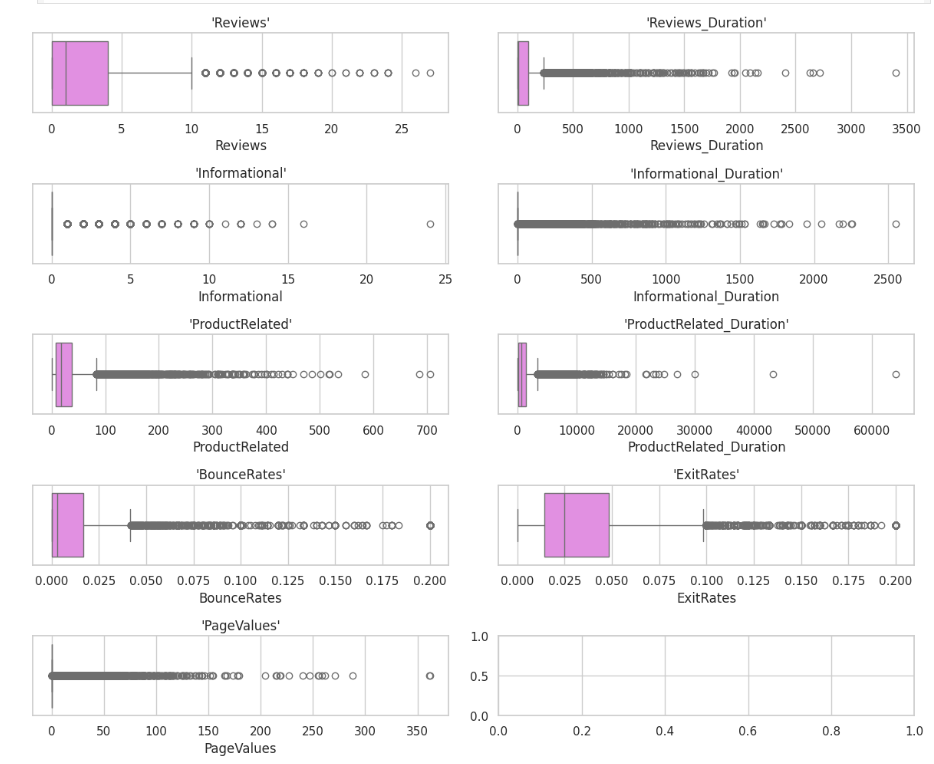 'Reviews'
0 5 10 15 20 25
Reviews
'Reviews_Duration'
0 500 1000 1500 2000 2500 3000 3500
Reviews_Duration
'Informational'
0 5 10 15 20 25
Informational
'Informational_Duration'
0 500 1000 1500 2000 2500
Informational_Duration
'ProductRelated'
0 100 200 300 400 500 600 700
ProductRelated
'ProductRelated_Duration'
0 10000 20000 30000 40000 50000 60000
ProductRelated_Duration
'BounceRates'
0.000 0.025 0.050 0.075 0.100 0.125 0.150 0.175 0.200
BounceRates
'ExitRates'
0.000 0.025 0.050 0.075 0.100 0.125 0.150 0.175 0.200
ExitRates
'PageValues'
0 50 100 150 200 250 300 350
PageValues
1.0
0.5
0.0
0.0 0.2 0.4 0.6 0.8 1.0